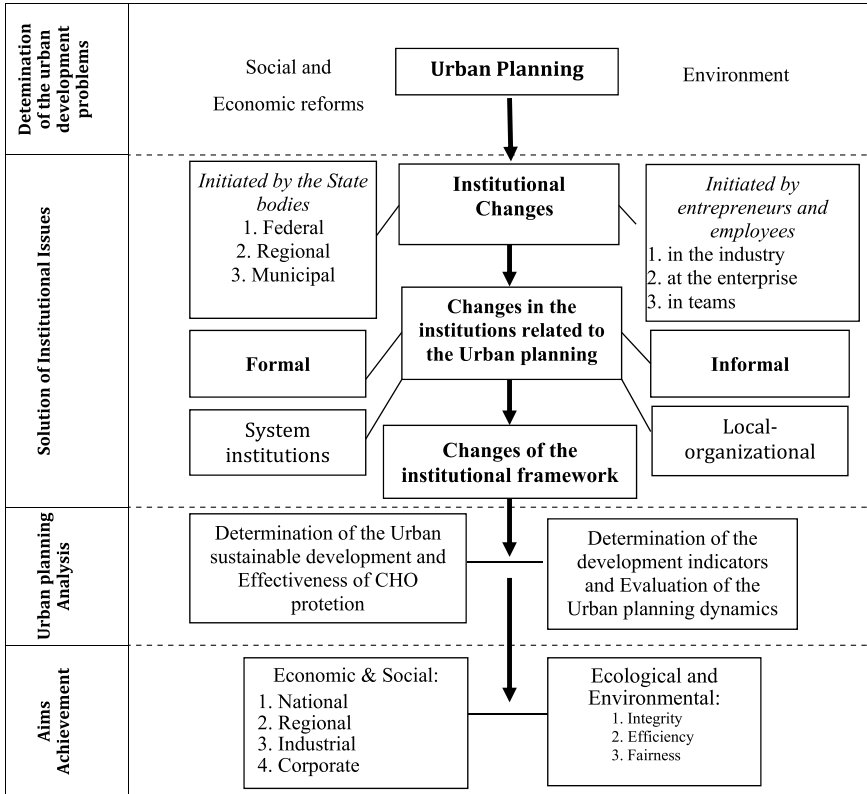 Detemination
of the urban
development
problems
Social and
Economic reforms
Urban Planning
Environment
Solution of Institutional Issues
Initiated by the State
bodies
1. Federal
2. Regional
3. Municipal
Institutional
Changes
Initiated by
entrepreneurs and
employees
1. in the industry
2. at the enterprise
3. in teams
Changes in the
institutions related to
the Urban planning
Formal
Informal
System
institutions
Local-
organizational
Changes of the
institutional framework
Urban planning
Analysis
Determination of the Urban
sustainable development and
Effectiveness of CHO
protetion
Determination of the
development indicators
and Evaluation of the
Urban planning dynamics
Aims
Achievement
Economic & Social:
1. National
2. Regional
3. Industrial
4. Corporate
Ecological and
Environmental:
1. Integrity
2. Efficiency
3. Fairness